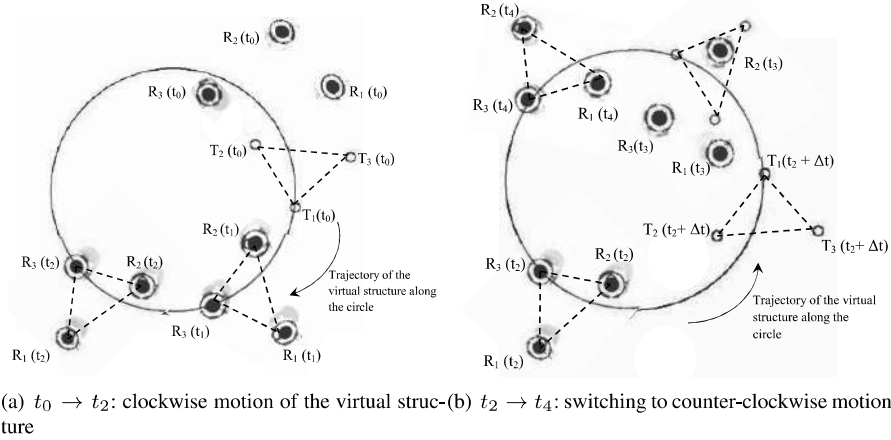 R2 (t0)
R1 (t0)
R3 (t0)
T2 (t0)
T3 (t0)
T1(t0)
R2 (t1)
R3 (t2)
R2 (t2)
Trajectory of the
virtual structure along
the circle
R3 (t1)
R1 (t2)
R1 (t1)
R2 (t4)
R2 (t3)
R3 (t4)
R1 (t4)
R3(t3)
R1 (t3)
T1(t2 + Δt)
T2 (t2+ Δt)
T3 (t2+ Δt)
R3 (t2)
R2(t2)
Trajectory of the virtual
structure along the
circle
R1 (t2)
(a) t0 → t2: clockwise motion of the virtual struc-
ture
(b) t2 → t4: switching to counter-clockwise motion